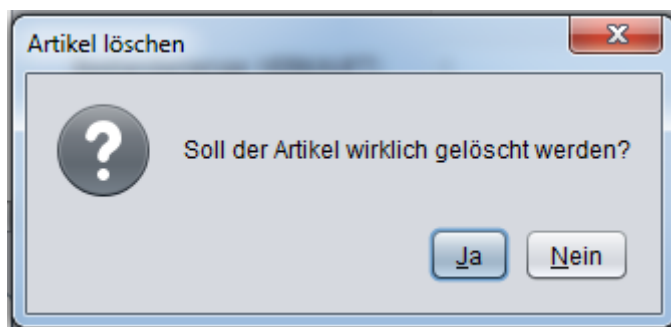 Artikel löschen
Soll der Artikel wirklich gelöscht werden?
Ja Nein